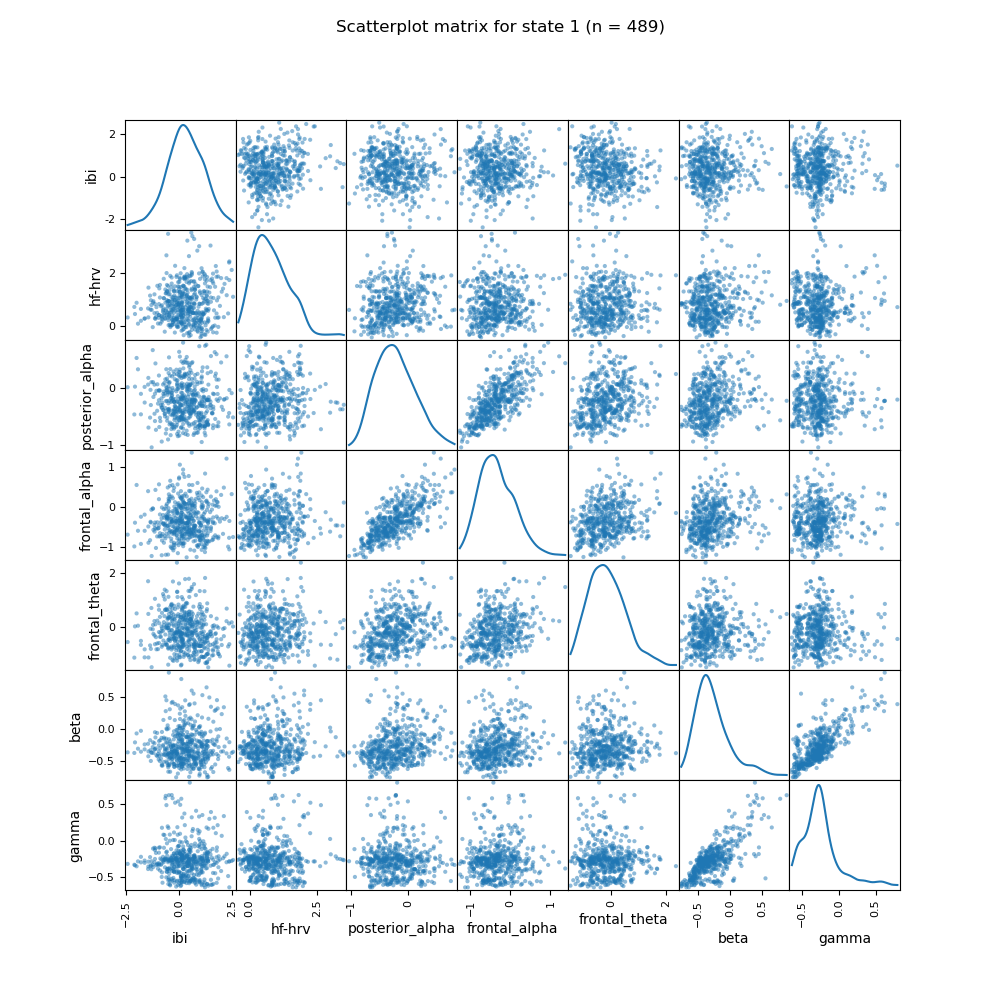 Scatterplot matrix for state 1 (n = 489)
ibi
2
0
-2
hf-hrv
2
0
posterior_alpha
0
−1
frontal_alpha
1
0
−1
frontal_theta
2
0
beta
0.5
0.0
−0.5
gamma
0.5
0.0
−0.5
−2.5 0.0 2.5 0.0 2.5 −1 0 −1 0 1 0 2 −0.5 0.0 0.5 −0.5 0.0 0.5
ibi hf-hrv posterior_alpha frontal_alpha frontal_theta beta gamma